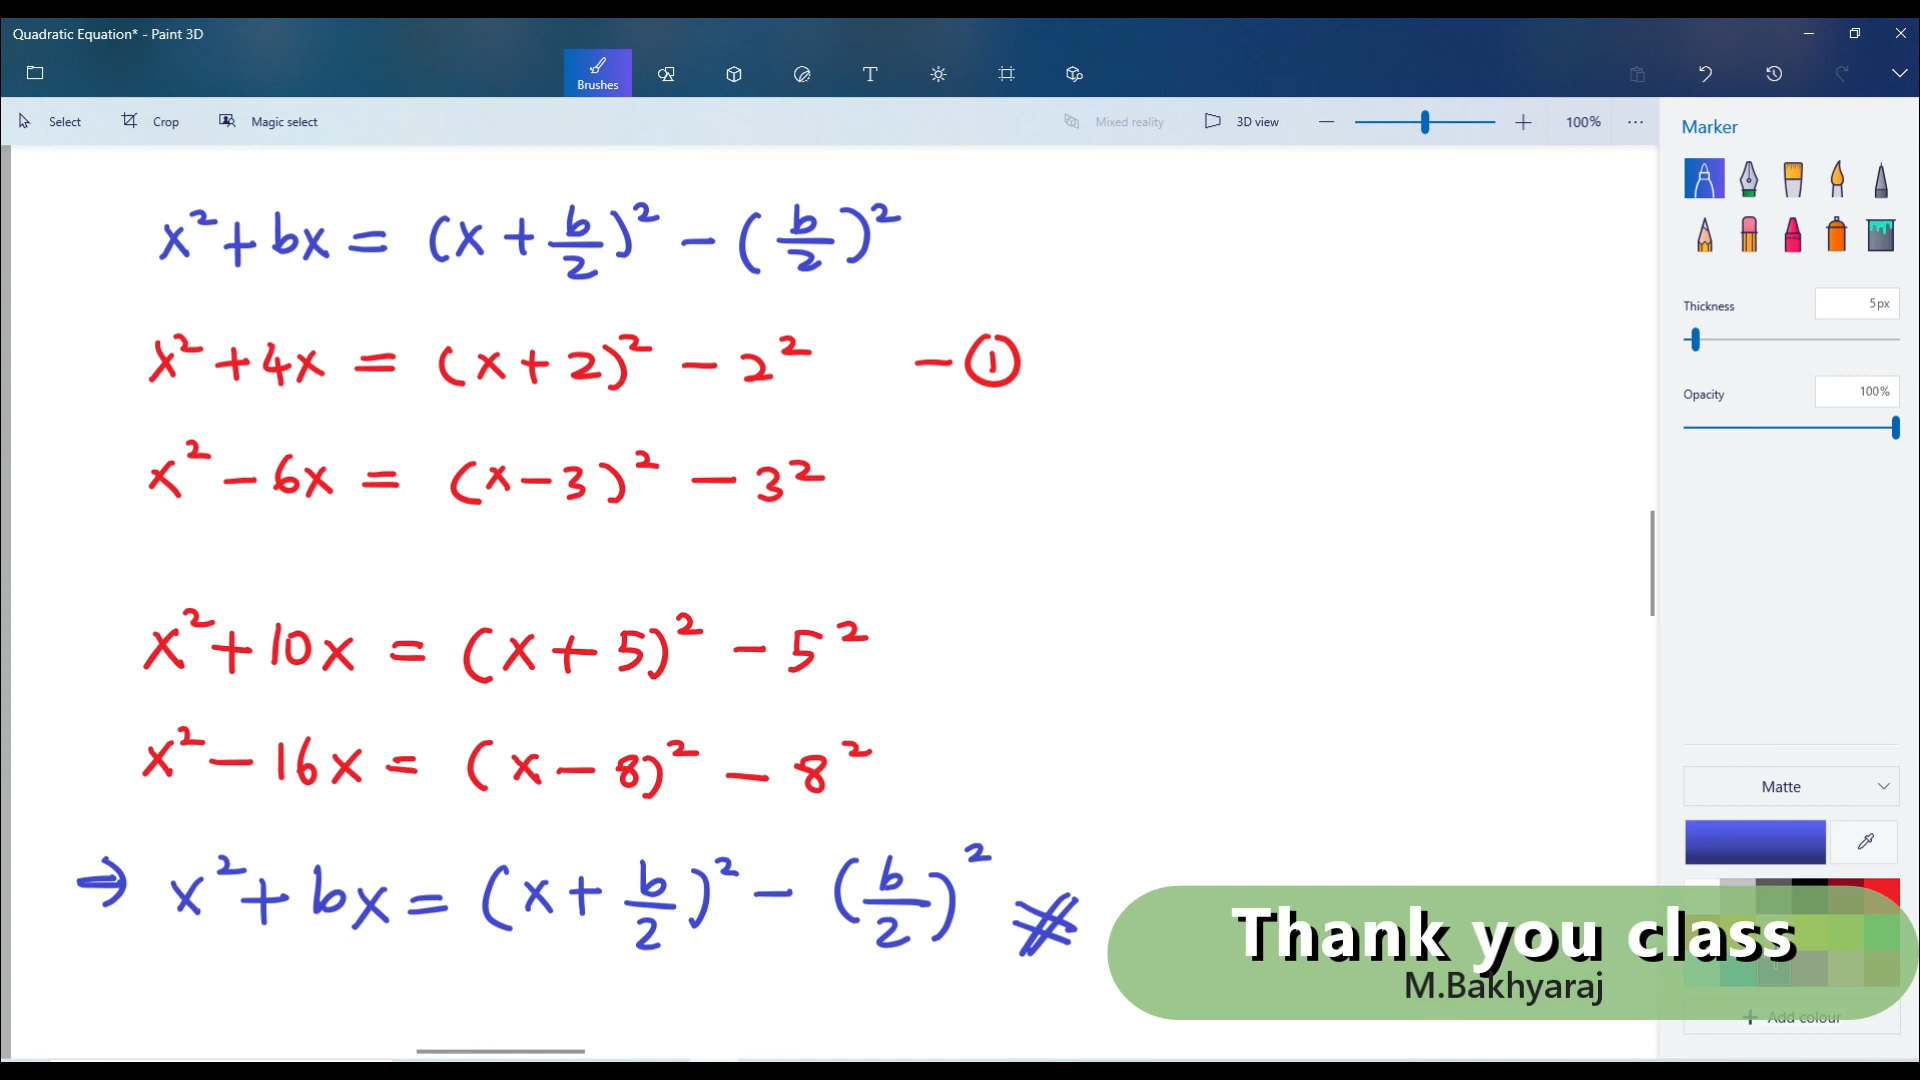 Quadratic Equation* - Paint 3D
Brushes
Select Crop Magic select Mixed reality 3D view 100%
Marker
x² + bx = (x + b/2)² - (b/2)²
Thickness 5px
x² + 4x = (x + 2)² - 2² - ①
Opacity 100%
x² - 6x = (x - 3)² - 3²
x² + 10x = (x + 5)² - 5²
x² - 16x = (x - 8)² - 8²
Matte
⇒ x² + bx = (x + b/2)² - (b/2)²
Thank you class
M.Bakhyaraj
+ Add colour